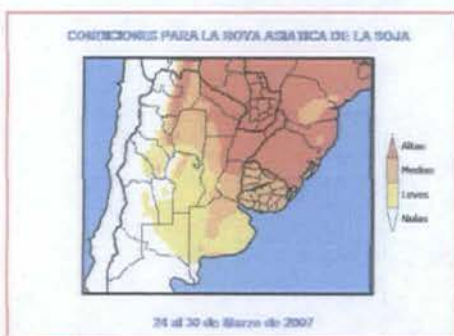 CONDICIONES PARA LA ROYA ASIATICA DE LA SOJA
Altas
Medias
Leves
Nulas
24 al 30 de Marzo de 2007